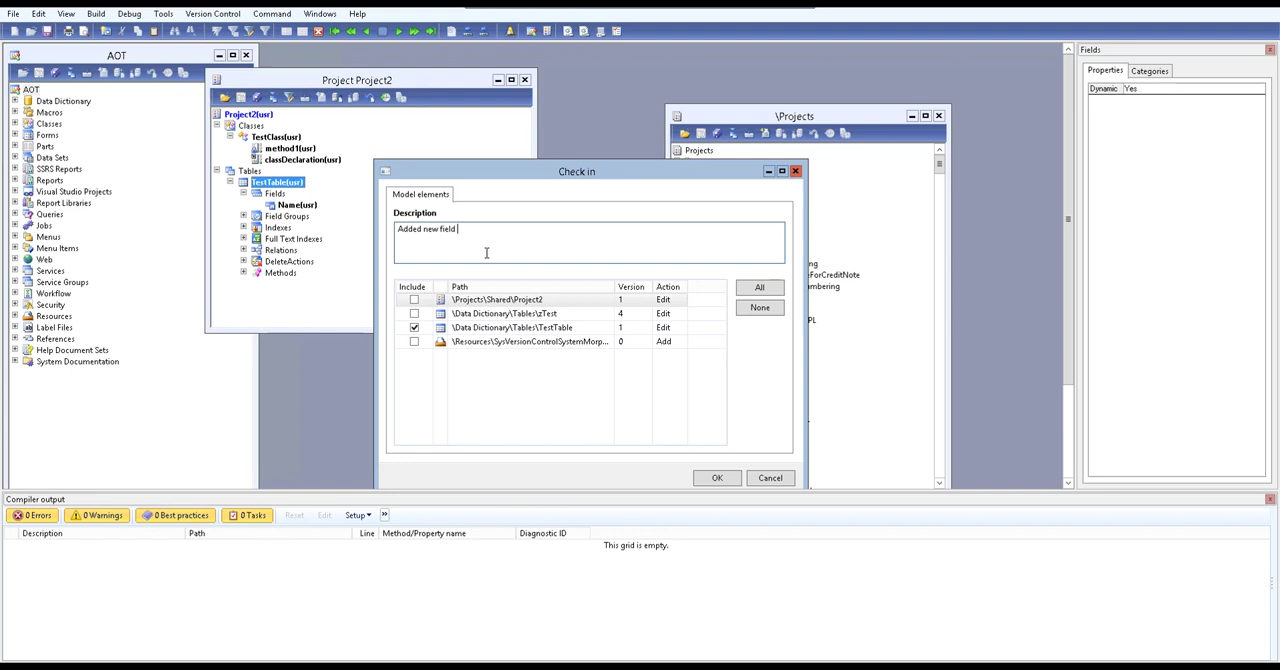 File Edit View Build Debug Tools Version Control Command Windows Help
AOT
AOT
Data Dictionary
Macros
Classes
Forms
Parts
Data Sets
SSRS Reports
Reports
Visual Studio Projects
Report Libraries
Queries
Jobs
Menus
Menu Items
Web
Services
Service Groups
Workflow
Security
Resources
Label Files
References
Help Document Sets
System Documentation
Project Project2
Project2(usr)
Classes
TestClass(usr)
method1(usr)
classDeclaration(usr)
Tables
TestTable(usr)
Fields
Name(usr)
Field Groups
Indexes
Full Text Indexes
Relations
DeleteActions
Methods
Check in
Model elements
Description
Added new field
Include Path Version Action
\Projects\Shared\Project2 1 Edit
\Data Dictionary\Tables\zTest 4 Edit
\Data Dictionary\Tables\TestTable 1 Edit
\Resources\SysVersionControlSystemMorp... 0 Add
All
None
OK Cancel
\Projects
Projects
ng
eForCreditNote
mbering
PL
Fields
Properties Categories
Dynamic Yes
Compiler output
0 Errors 0 Warnings 0 Best practices 0 Tasks Reset Edit Setup
Description Path Line Method/Property name Diagnostic ID
This grid is empty.